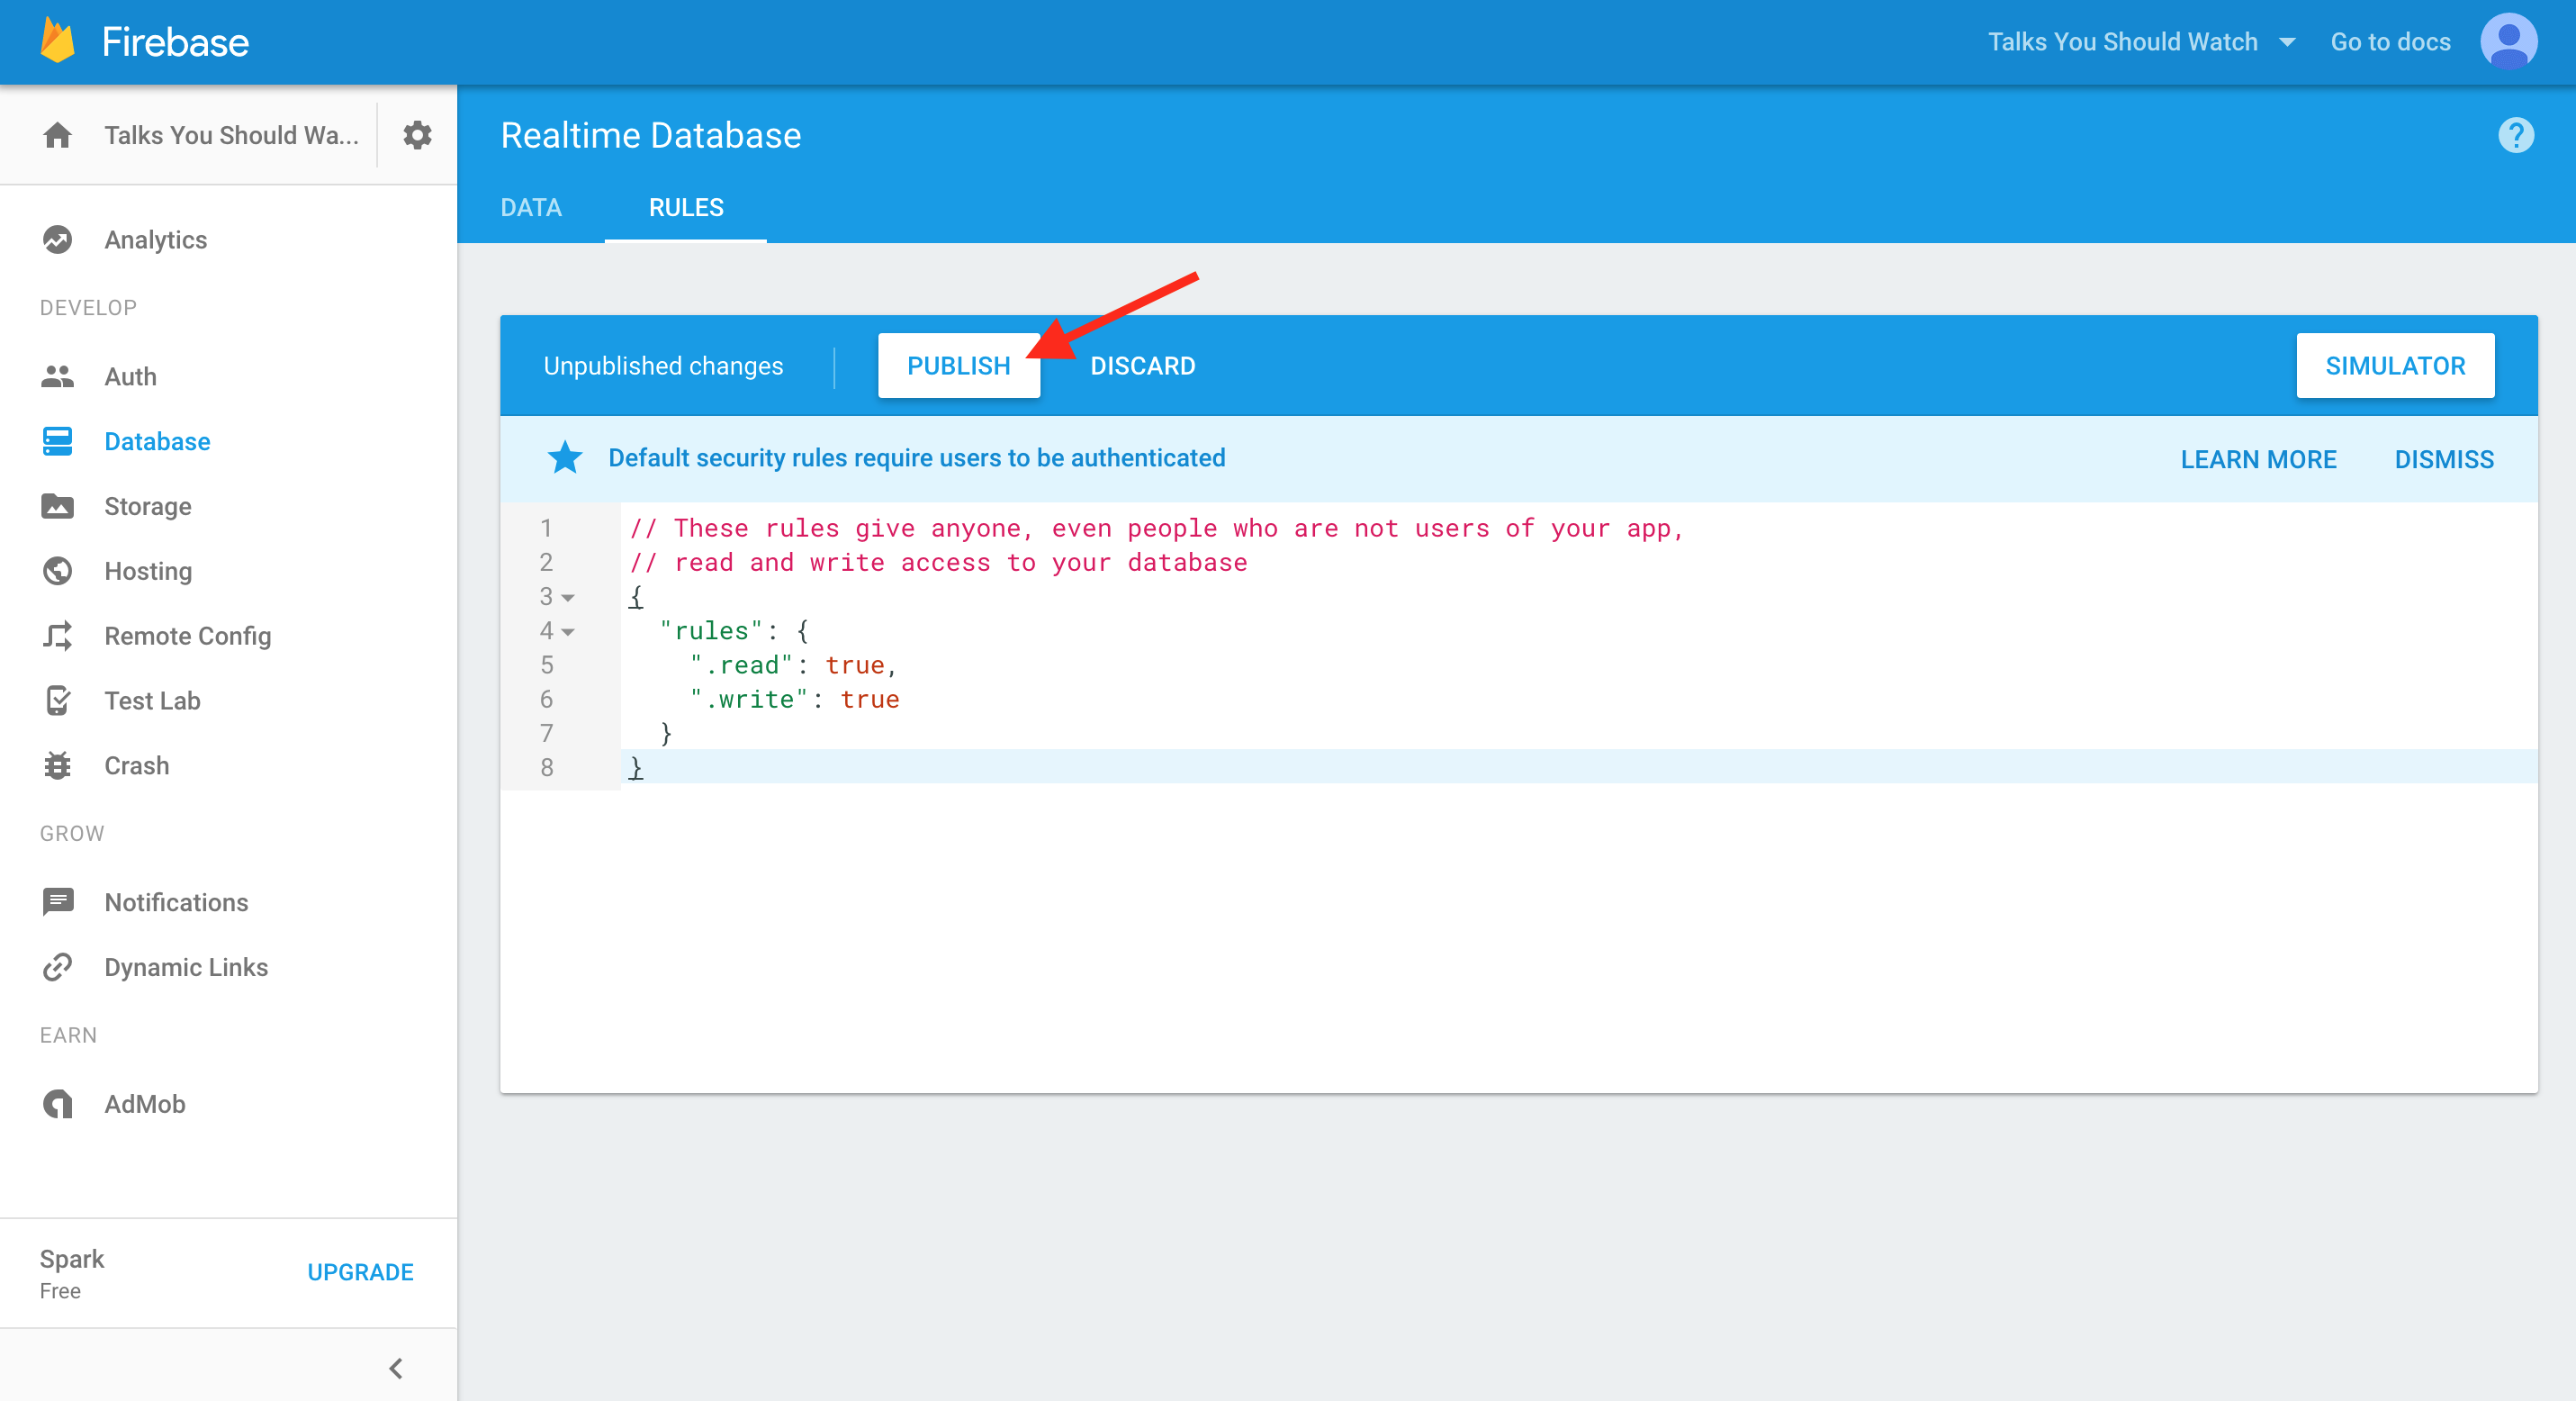 Firebase
Talks You Should Watch
Go to docs
Talks You Should Wa...
Analytics
DEVELOP
Auth
Database
Storage
Hosting
Remote Config
Test Lab
Crash
GROW
Notifications
Dynamic Links
EARN
AdMob
Spark
Free
UPGRADE
Realtime Database
?
DATA RULES
Unpublished changes PUBLISH DISCARD SIMULATOR
Default security rules require users to be authenticated LEARN MORE DISMISS
1 // These rules give anyone, even people who are not users of your app,
2 // read and write access to your database
3 {
4   "rules": {
5     ".read": true,
6     ".write": true
7   }
8 }